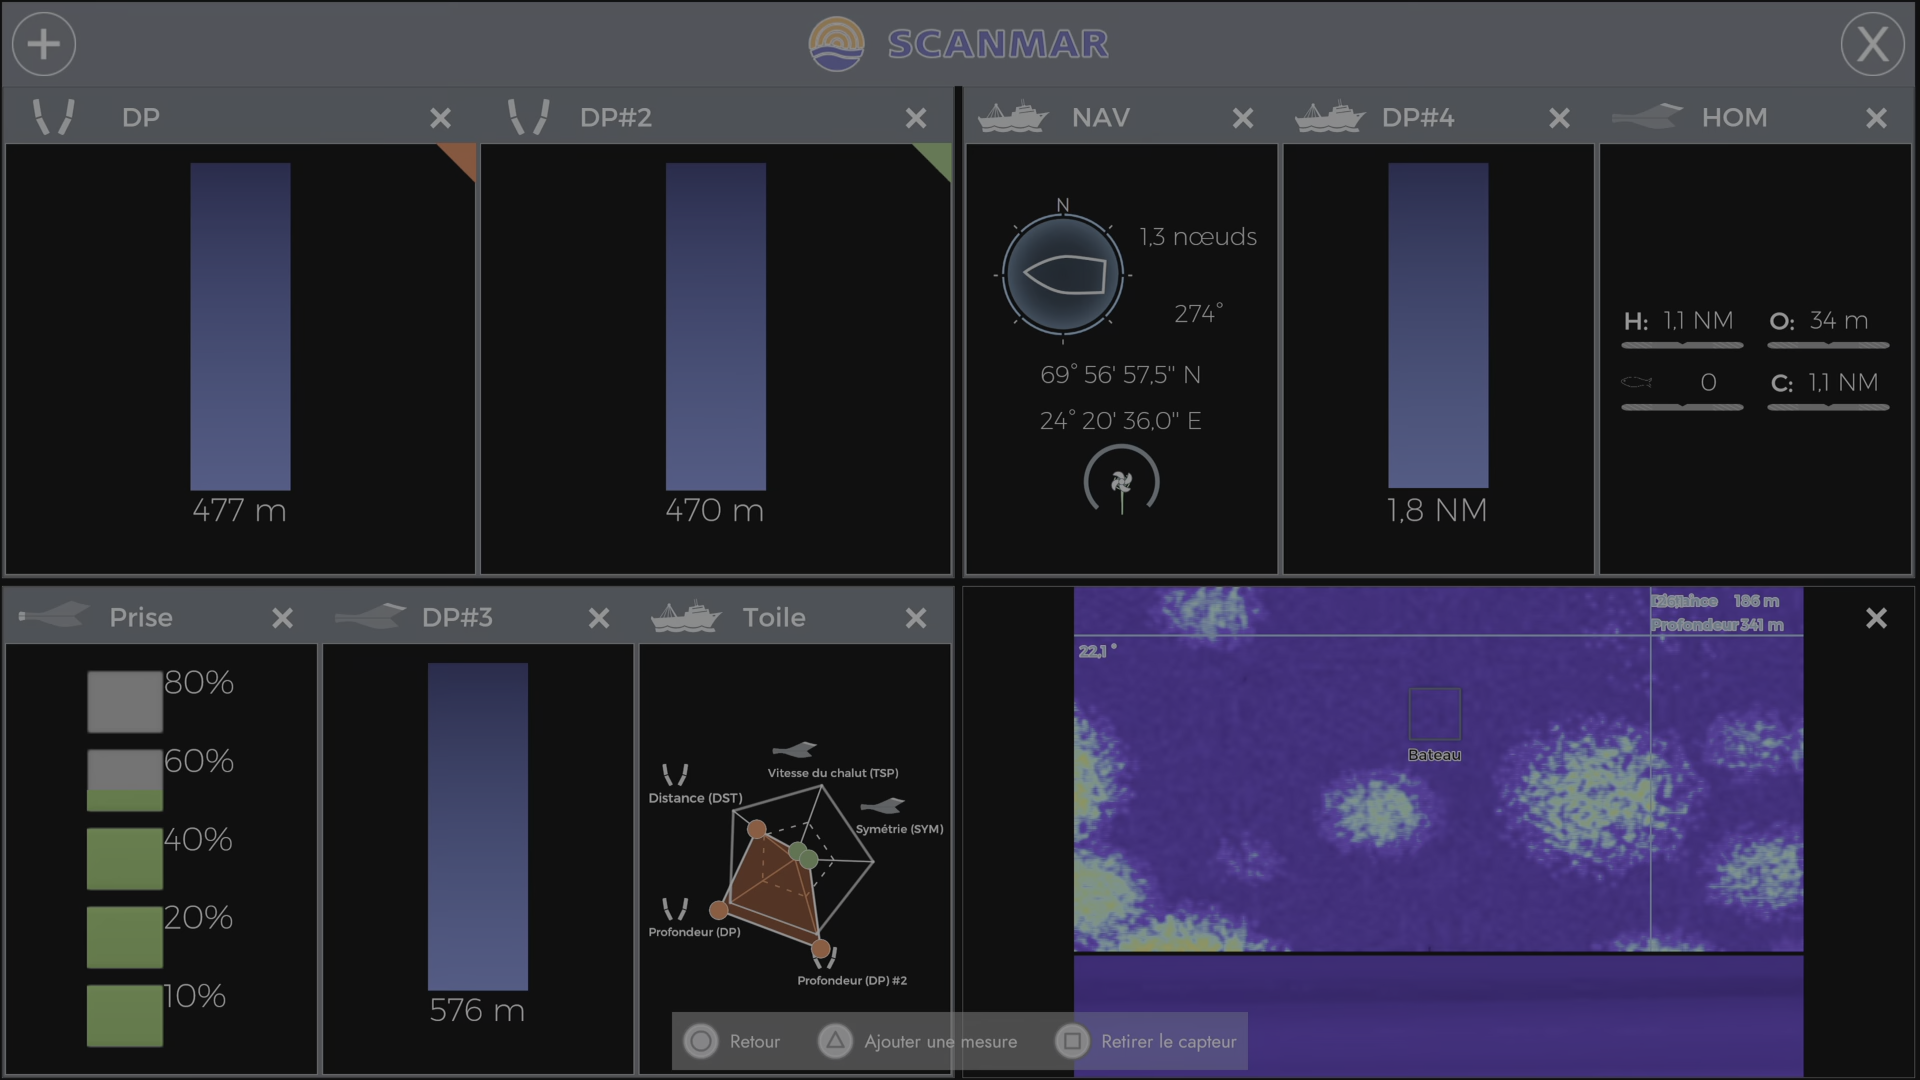 SCANMAR
X
DP
DP#2
NAV
DP#4
HOM
477 m
470 m
N
1,3 nœuds
274°
69° 56' 57,5" N
24° 20' 36,0" E
1,8 NM
H: 1,1 NM
O: 34 m
0
C: 1,1 NM
Prise
DP#3
Toile
80%
60%
40%
20%
10%
576 m
Vitesse du chalut (TSP)
Distance (DST)
Symétrie (SYM)
Profondeur (DP)
Profondeur (DP) #2
186 m
Profondeur 341 m
22,1 °
Bateau
Retour
Ajouter une mesure
Retirer le capteur